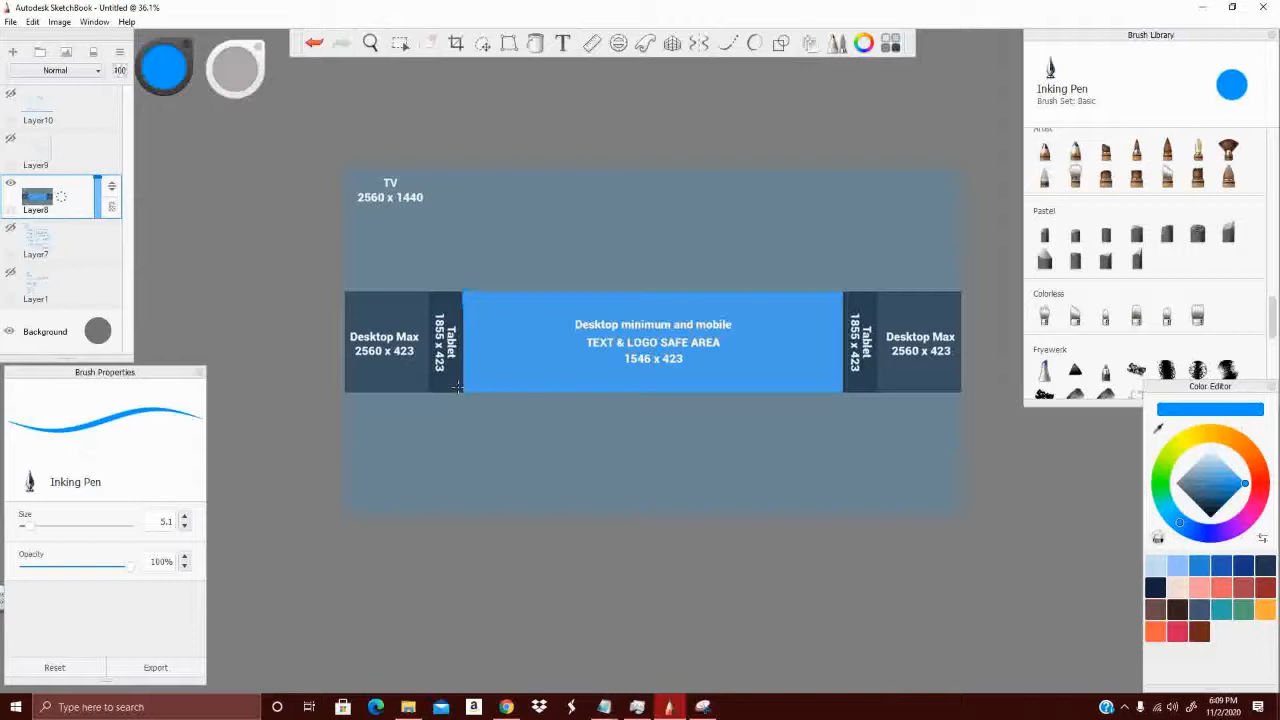 Autodesk SketchBook - Untitled @ 36.1%
File Edit Image Window Help
Normal
100
Layer10
Layer9
Layer8
Layer7
Layer1
Background
Brush Properties
Inking Pen
Size
5.1
Opacity
100%
Reset
Export
TV
2560 x 1440
Desktop Max
2560 x 423
Tablet
1855 x 423
Desktop minimum and mobile
TEXT & LOGO SAFE AREA
1546 x 423
Tablet
1855 x 423
Desktop Max
2560 x 423
Brush Library
Inking Pen
Brush Set: Basic
Artist
Pastel
Colorless
Fryewerk
Color Editor
Type here to search
6:09 PM
11/2/2020